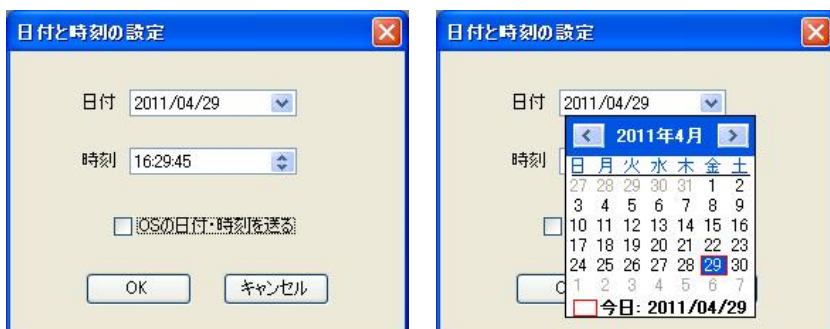 日付と時刻の設定
日付 2011/04/29
時刻 16:29:45
OSの日付・時刻を送る
OK キャンセル
日付と時刻の設定
日付 2011/04/29
2011年4月
時刻
日 月 火 水 木 金 土
27 28 29 30 31 1 2
3 4 5 6 7 8 9
10 11 12 13 14 15 16
17 18 19 20 21 22 23
24 25 26 27 28 29 30
1 2 3 4 5 6 7
今日: 2011/04/29